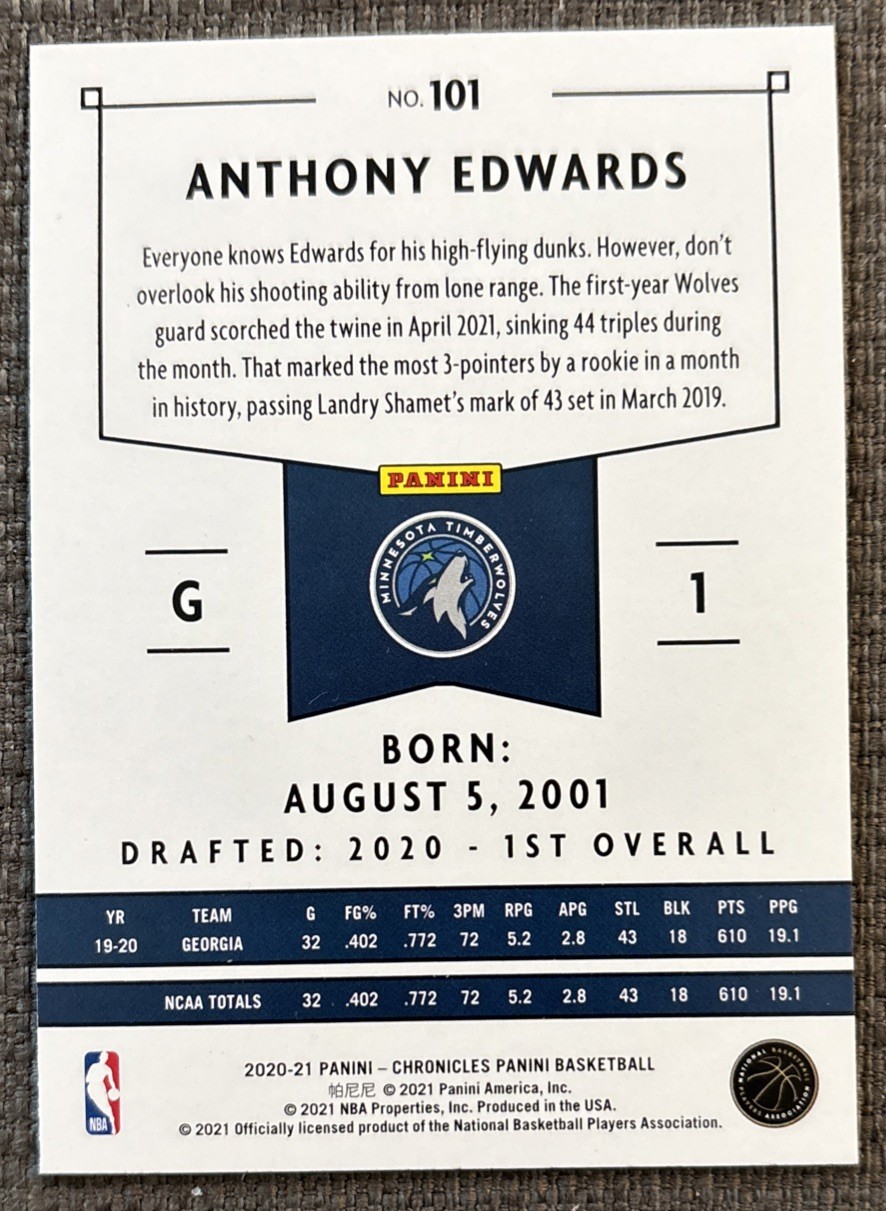 NO. 101
ANTHONY EDWARDS
Everyone knows Edwards for his high-flying dunks. However, don't
overlook his shooting ability from lone range. The first-year Wolves
guard scorched the twine in April 2021, sinking 44 triples during
the month. That marked the most 3-pointers by a rookie in a month
in history, passing Landry Shamet's mark of 43 set in March 2019.
PANINI
MINNESOTA TIMBERWOLVES
G
1
BORN:
AUGUST 5, 2001
DRAFTED: 2020 - 1ST OVERALL
YR TEAM G FG% FT% 3PM RPG APG STL BLK PTS PPG
19-20 GEORGIA 32 .402 .772 72 5.2 2.8 43 18 610 19.1
NCAA TOTALS 32 .402 .772 72 5.2 2.8 43 18 610 19.1
2020-21 PANINI – CHRONICLES PANINI BASKETBALL
帕尼尼 © 2021 Panini America, Inc.
© 2021 NBA Properties, Inc. Produced in the USA.
© 2021 Officially licensed product of the National Basketball Players Association.
NBA
NATIONAL BASKETBALL PLAYERS ASSOCIATION